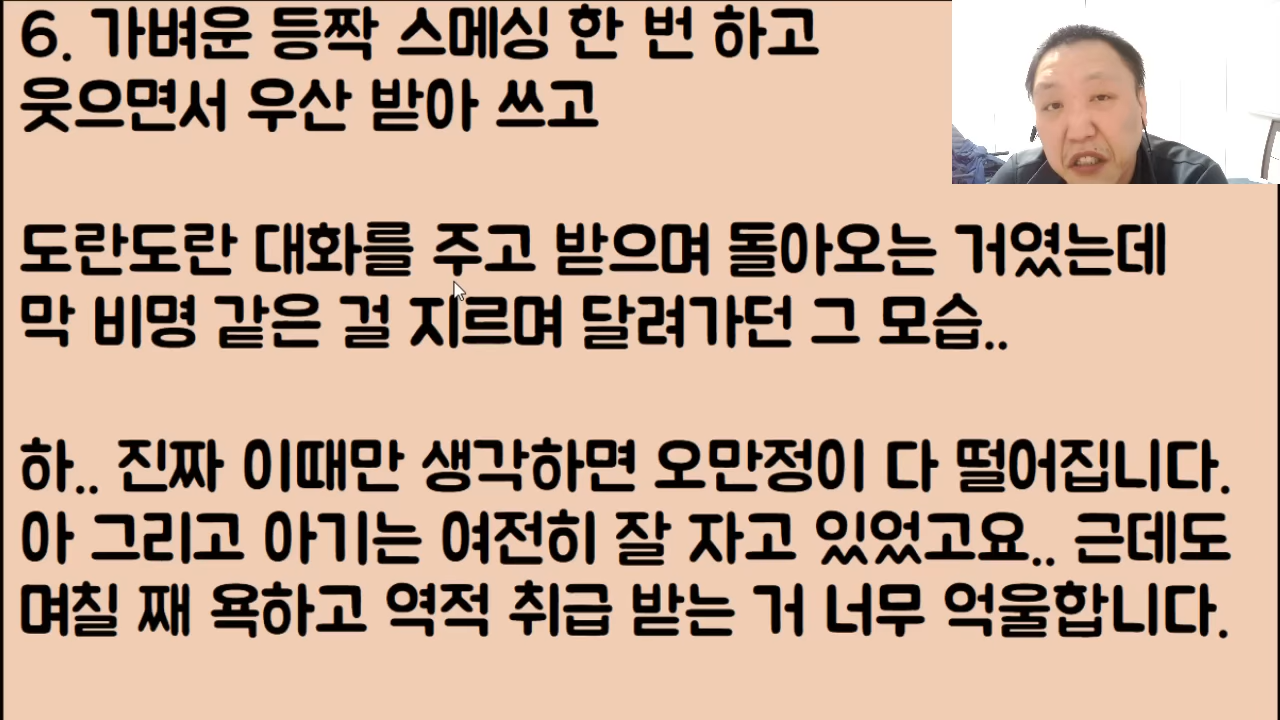 6. 가벼운 등짝 스메싱 한 번 하고
웃으면서 우산 받아 쓰고
도란도란 대화를 주고 받으며 돌아오는 거였는데
막 비명 같은 걸 지르며 달려가던 그 모습..
하.. 진짜 이때만 생각하면 오만정이 다 떨어집니다.
아 그리고 아기는 여전히 잘 자고 있었고요.. 근데도
며칠 째 욕하고 역적 취급 받는 거 너무 억울합니다.